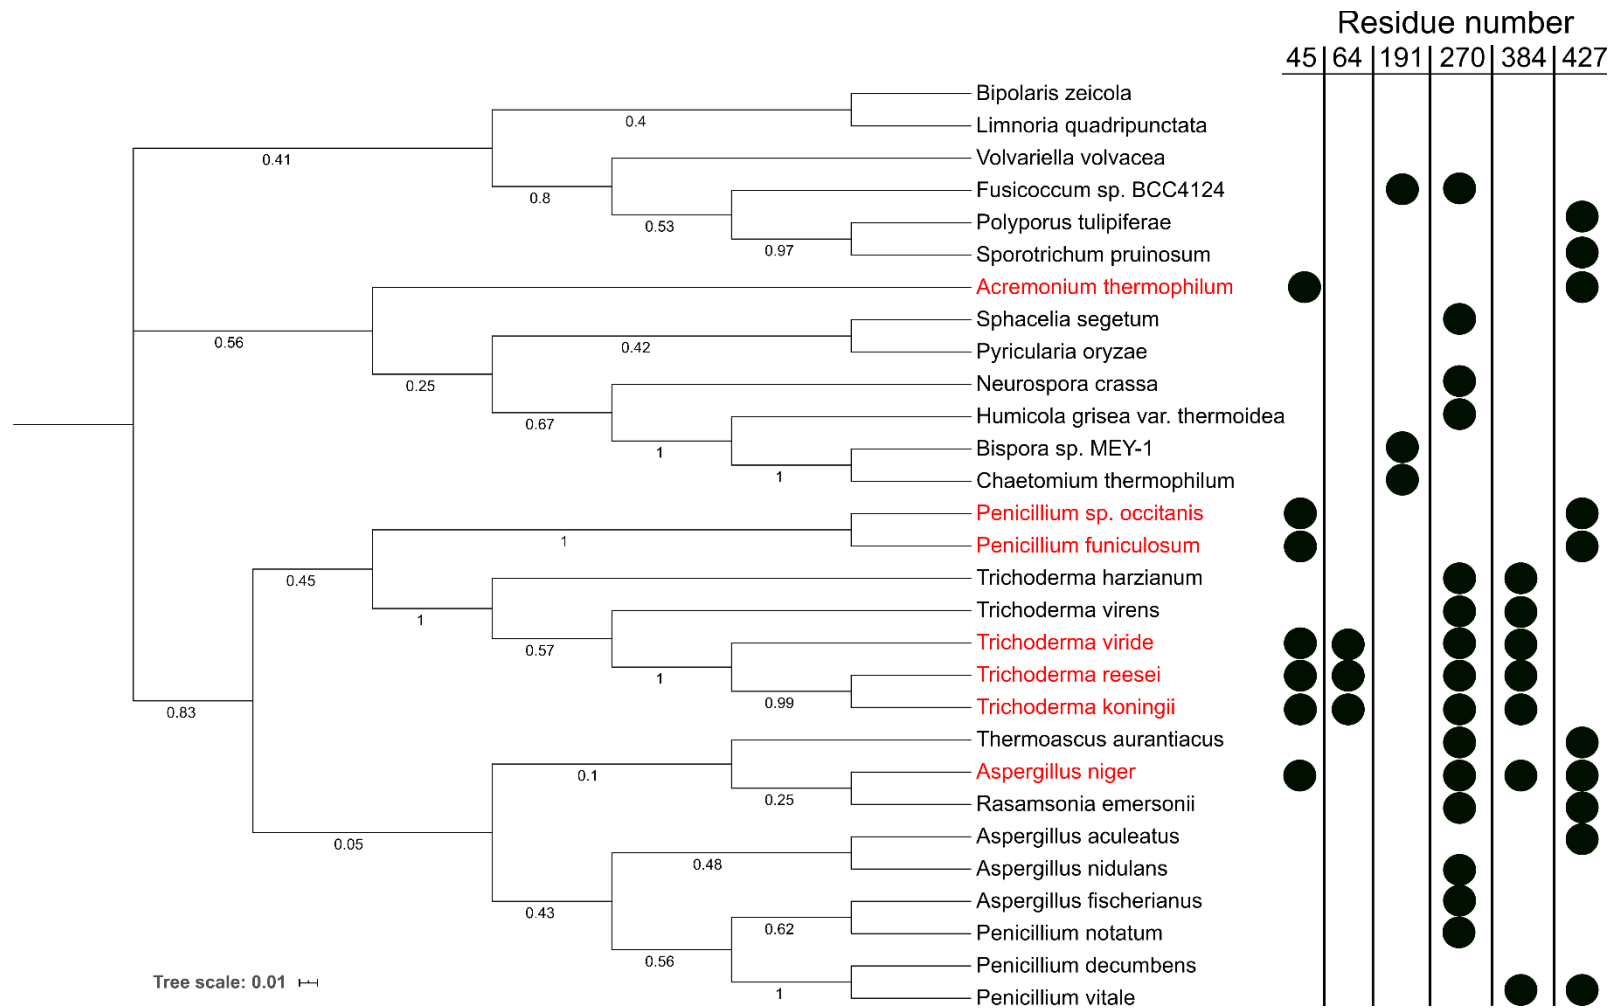 Residue number
45 64 191 270 384 427
Bipolaris zeicola
0.4
Limnoria quadripunctata
0.41
Volvariella volvacea
0.8
Fusicoccum sp. BCC4124
0.53
Polyporus tulipiferae
0.97
Sporotrichum pruinosum
Acremonium thermophilum
0.56
Sphacelia segetum
0.42
Pyricularia oryzae
0.25
Neurospora crassa
0.67
Humicola grisea var. thermoidea
1
Bispora sp. MEY-1
1
Chaetomium thermophilum
Penicillium sp. occitanis
1
Penicillium funiculosum
0.45
Trichoderma harzianum
1
Trichoderma virens
0.57
Trichoderma viride
1
Trichoderma reesei
0.99
Trichoderma koningii
0.83
Thermoascus aurantiacus
0.1
Aspergillus niger
0.25
Rasamsonia emersonii
0.05
Aspergillus aculeatus
0.48
Aspergillus nidulans
0.43
Aspergillus fischerianus
0.62
Penicillium notatum
0.56
Penicillium decumbens
1
Penicillium vitale
Tree scale: 0.01